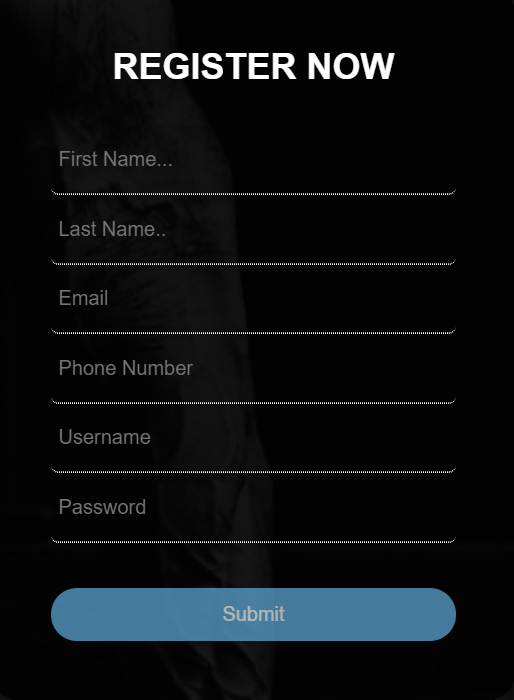 REGISTER NOW
First Name...
Last Name..
Email
Phone Number
Username
Password
Submit